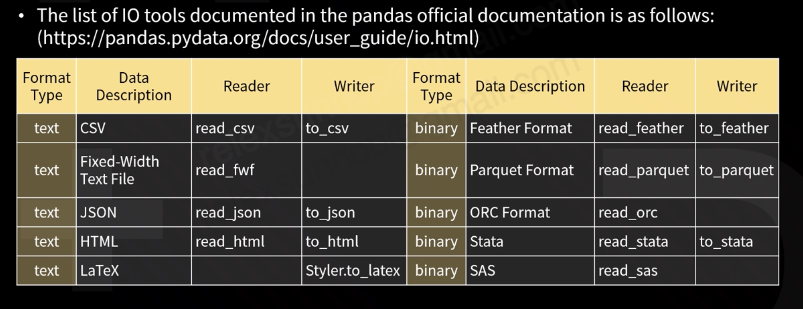 • The list of IO tools documented in the pandas official documentation is as follows:
(https://pandas.pydata.org/docs/user_guide/io.html)
Format Type Data Description Reader Writer Format Type Data Description Reader Writer
text CSV read_csv to_csv binary Feather Format read_feather to_feather
text Fixed-Width Text File read_fwf binary Parquet Format read_parquet to_parquet
text JSON read_json to_json binary ORC Format read_orc
text HTML read_html to_html binary Stata read_stata to_stata
text LaTeX Styler.to_latex binary SAS read_sas